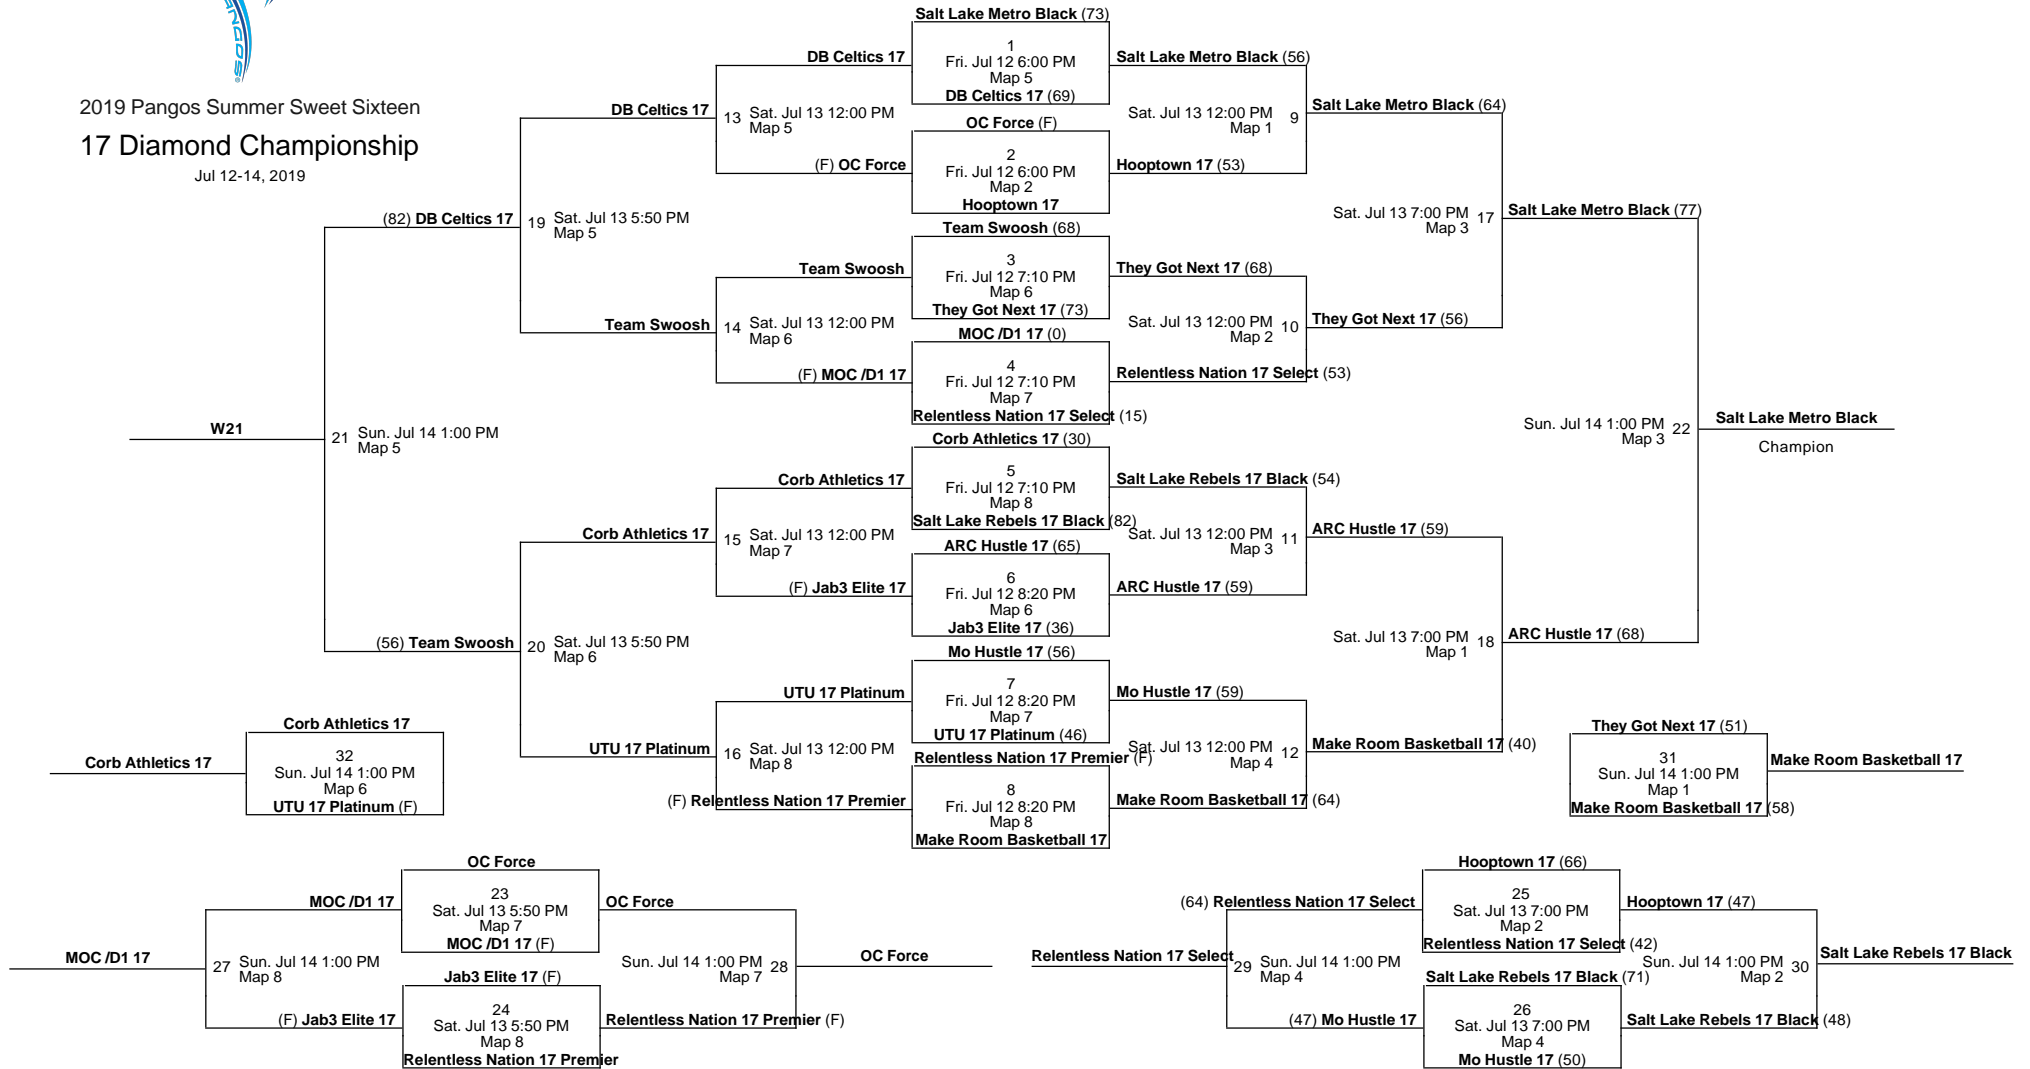 PANGOS
2019 Pangos Summer Sweet Sixteen
17 Diamond Championship
Jul 12-14, 2019
Salt Lake Metro Black (73)
1
Fri. Jul 12 6:00 PM
Map 5
DB Celtics 17 (69)
OC Force (F)
2
Fri. Jul 12 6:00 PM
Map 2
Hooptown 17
Team Swoosh (68)
3
Fri. Jul 12 7:10 PM
Map 6
They Got Next 17 (73)
MOC /D1 17 (0)
4
Fri. Jul 12 7:10 PM
Map 7
Relentless Nation 17 Select (15)
Corb Athletics 17 (30)
5
Fri. Jul 12 7:10 PM
Map 8
Salt Lake Rebels 17 Black (82)
ARC Hustle 17 (65)
6
Fri. Jul 12 8:20 PM
Map 6
Jab3 Elite 17 (36)
Mo Hustle 17 (56)
7
Fri. Jul 12 8:20 PM
Map 7
UTU 17 Platinum (46)
Relentless Nation 17 Premier (F)
8
Fri. Jul 12 8:20 PM
Map 8
Make Room Basketball 17
DB Celtics 17
13 Sat. Jul 13 12:00 PM
Map 5
(F) OC Force
Team Swoosh
14 Sat. Jul 13 12:00 PM
Map 6
(F) MOC /D1 17
Corb Athletics 17
15 Sat. Jul 13 12:00 PM
Map 7
(F) Jab3 Elite 17
UTU 17 Platinum
16 Sat. Jul 13 12:00 PM
Map 8
(F) Relentless Nation 17 Premier
DB Celtics 17
19 Sat. Jul 13 5:50 PM
Map 5
Team Swoosh
Corb Athletics 17
20 Sat. Jul 13 5:50 PM
Map 6
UTU 17 Platinum
(82) DB Celtics 17
21 Sun. Jul 14 1:00 PM
Map 5
(56) Team Swoosh
W21
Salt Lake Metro Black (56)
Sat. Jul 13 12:00 PM 9
Map 1
Hooptown 17 (53)
They Got Next 17 (68)
Sat. Jul 13 12:00 PM 10
Map 2
Relentless Nation 17 Select (53)
Salt Lake Rebels 17 Black (54)
Sat. Jul 13 12:00 PM 11
Map 3
ARC Hustle 17 (59)
Mo Hustle 17 (59)
Sat. Jul 13 12:00 PM 12
Map 4
Make Room Basketball 17 (64)
Salt Lake Metro Black (64)
Sat. Jul 13 7:00 PM 17
Map 3
They Got Next 17 (56)
ARC Hustle 17 (59)
Sat. Jul 13 7:00 PM 18
Map 1
Make Room Basketball 17 (40)
Salt Lake Metro Black (77)
Sun. Jul 14 1:00 PM 22
Map 3
ARC Hustle 17 (68)
Salt Lake Metro Black
Champion
Corb Athletics 17
32
Sun. Jul 14 1:00 PM
Map 6
UTU 17 Platinum (F)
Corb Athletics 17
They Got Next 17 (51)
31
Sun. Jul 14 1:00 PM
Map 1
Make Room Basketball 17 (58)
Make Room Basketball 17
OC Force
23
Sat. Jul 13 5:50 PM
Map 7
MOC /D1 17 (F)
Jab3 Elite 17 (F)
24
Sat. Jul 13 5:50 PM
Map 8
Relentless Nation 17 Premier
MOC /D1 17
27 Sun. Jul 14 1:00 PM
Map 8
(F) Jab3 Elite 17
MOC /D1 17
OC Force
Sun. Jul 14 1:00 PM 28
Map 7
Relentless Nation 17 Premier (F)
OC Force
Hooptown 17 (66)
25
Sat. Jul 13 7:00 PM
Map 2
Relentless Nation 17 Select (42)
Salt Lake Rebels 17 Black (71)
26
Sat. Jul 13 7:00 PM
Map 4
Mo Hustle 17 (50)
(64) Relentless Nation 17 Select
29 Sun. Jul 14 1:00 PM
Map 4
(47) Mo Hustle 17
Relentless Nation 17 Select
Hooptown 17 (47)
Sun. Jul 14 1:00 PM 30
Map 2
Salt Lake Rebels 17 Black (48)
Salt Lake Rebels 17 Black